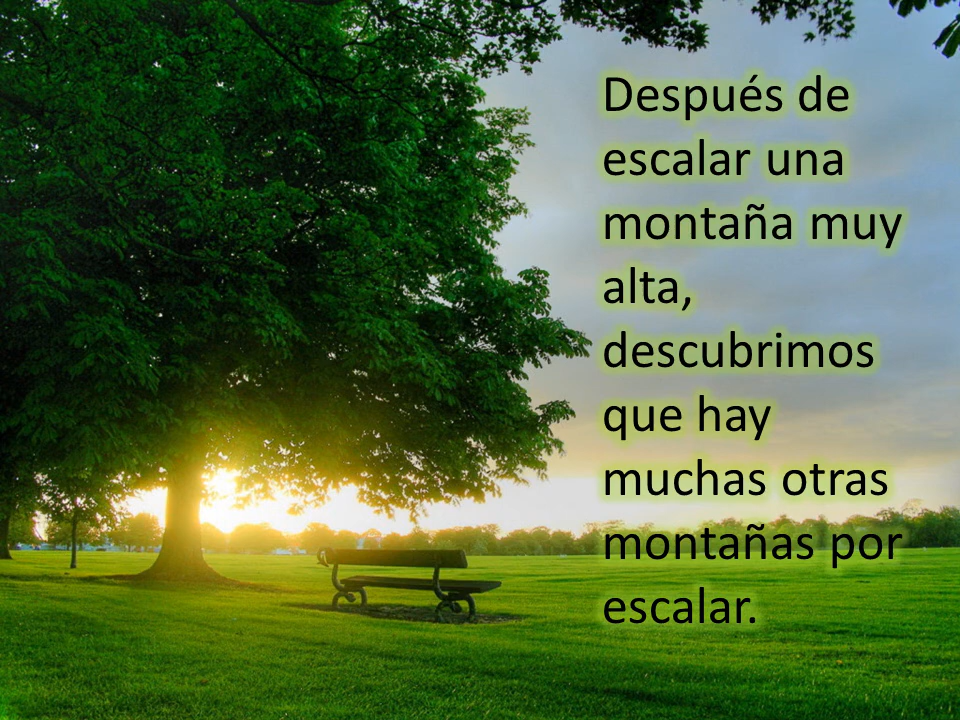 Después de
escalar una
montaña muy
alta,
descubrimos
que hay
muchas otras
montañas por
escalar.